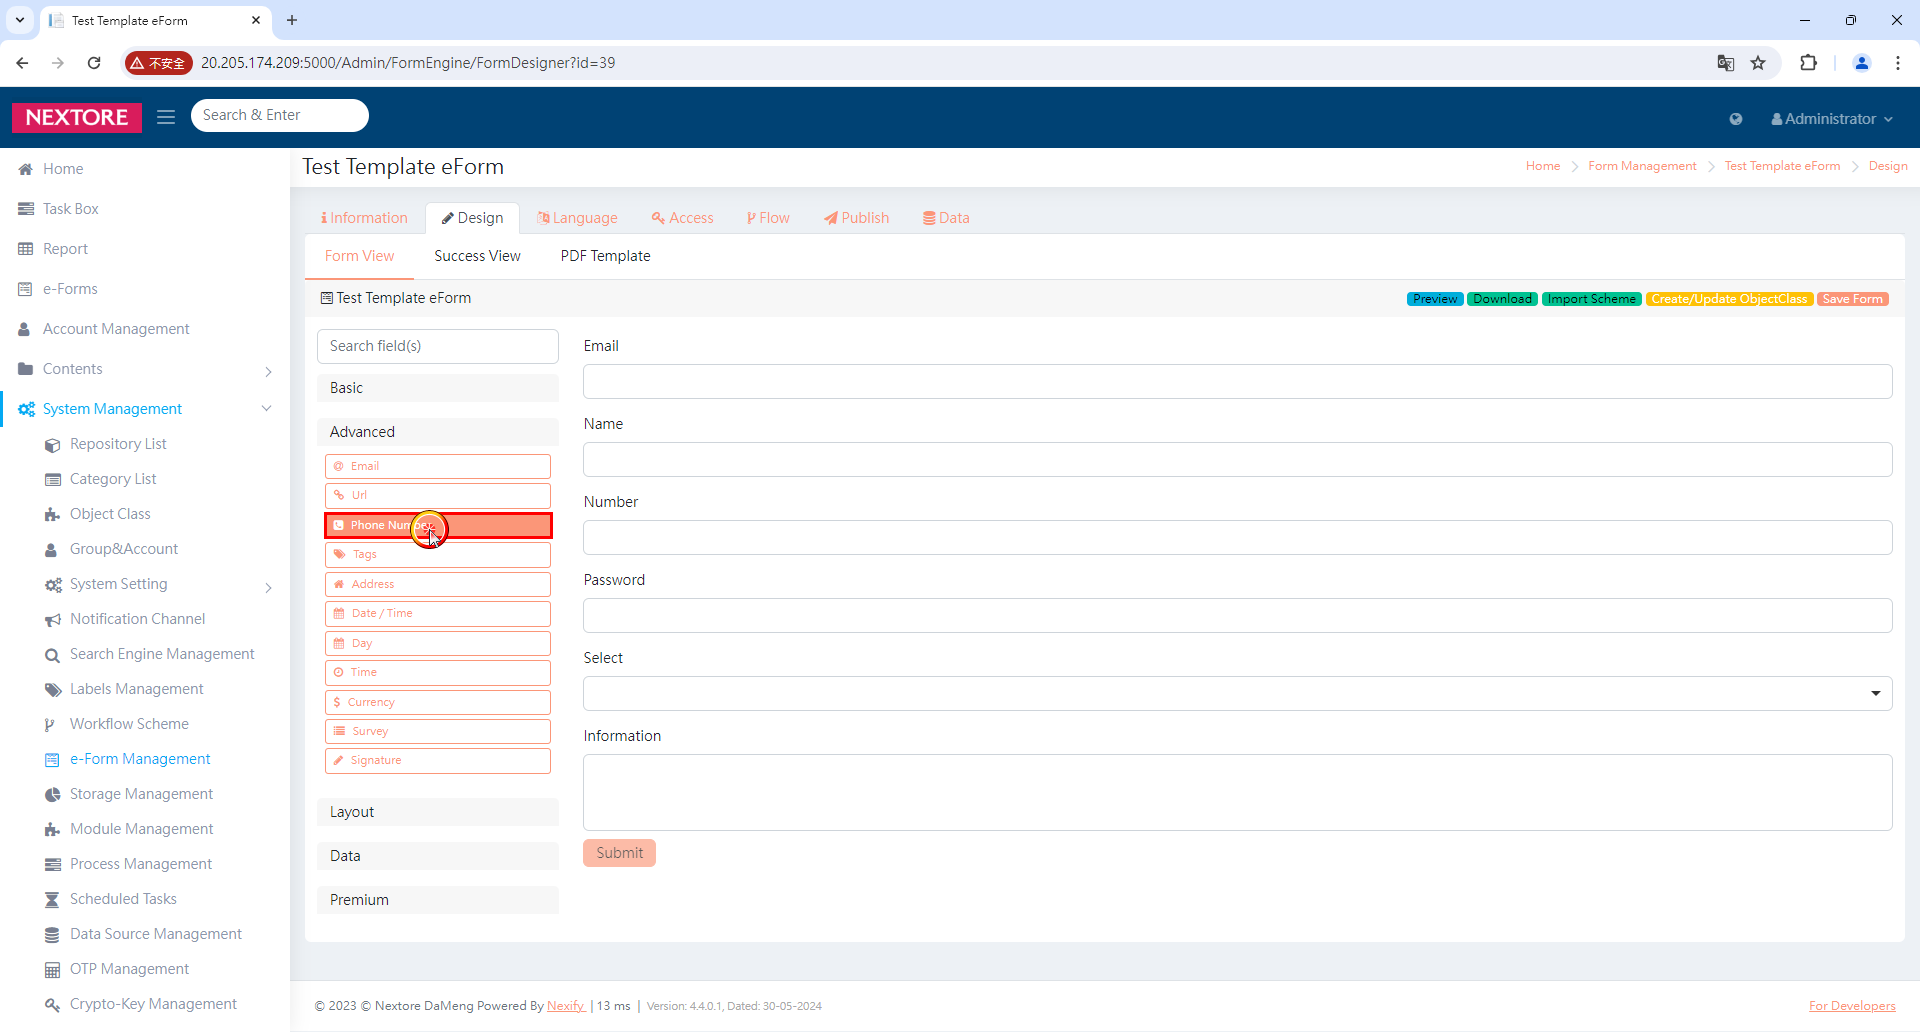 Test Template eForm
不安全
20.205.174.209:5000/Admin/FormEngine/FormDesigner?id=39
NEXTORE
Search & Enter
Administrator
Home
Task Box
Report
e-Forms
Account Management
Contents
System Management
Repository List
Category List
Object Class
Group&Account
System Setting
Notification Channel
Search Engine Management
Labels Management
Workflow Scheme
e-Form Management
Storage Management
Module Management
Process Management
Scheduled Tasks
Data Source Management
OTP Management
Crypto-Key Management
Test Template eForm
Home > Form Management > Test Template eForm > Design
Information Design Language Access Flow Publish Data
Form View Success View PDF Template
Test Template eForm
Preview Download Import Scheme Create/Update ObjectClass Save Form
Search field(s)
Basic
Advanced
@ Email
Url
Phone Number
Tags
Address
Date / Time
Day
Time
$ Currency
Survey
Signature
Layout
Data
Premium
Email
Name
Number
Password
Select
Information
Submit
© 2023 © Nextore DaMeng Powered By Nexify | 13 ms | Version: 4.4.0.1, Dated: 30-05-2024
For Developers